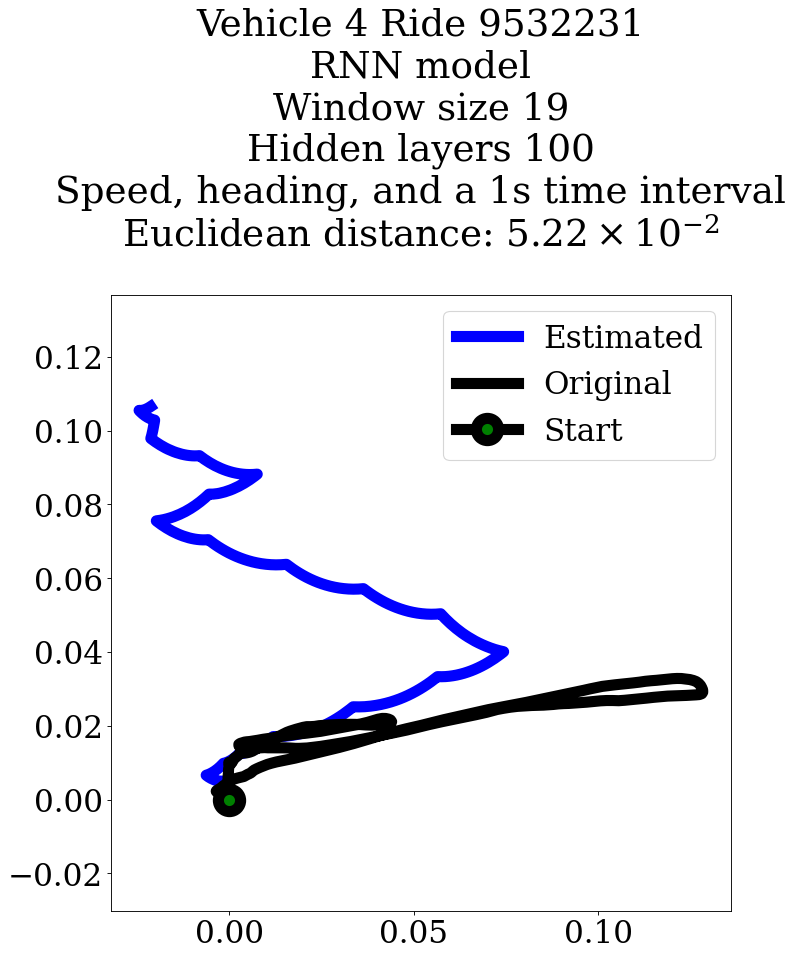 Vehicle 4 Ride 9532231
RNN model
Window size 19
Hidden layers 100
Speed, heading, and a 1s time interval
Euclidean distance: 5.22 × 10⁻²
Estimated
Original
Start
0.12
0.10
0.08
0.06
0.04
0.02
0.00
−0.02
0.00 0.05 0.10